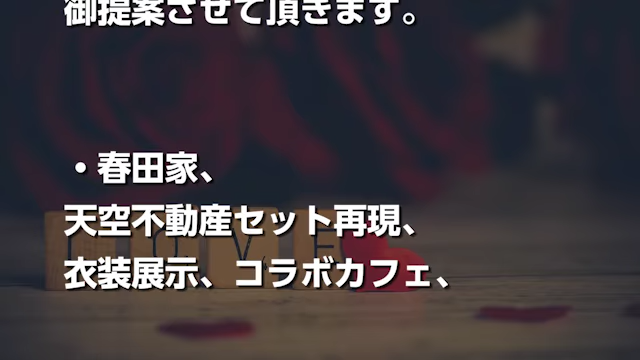 御提案させて頂きます。
・春田家、
天空不動産セット再現、
衣装展示、コラボカフェ、
LOVE